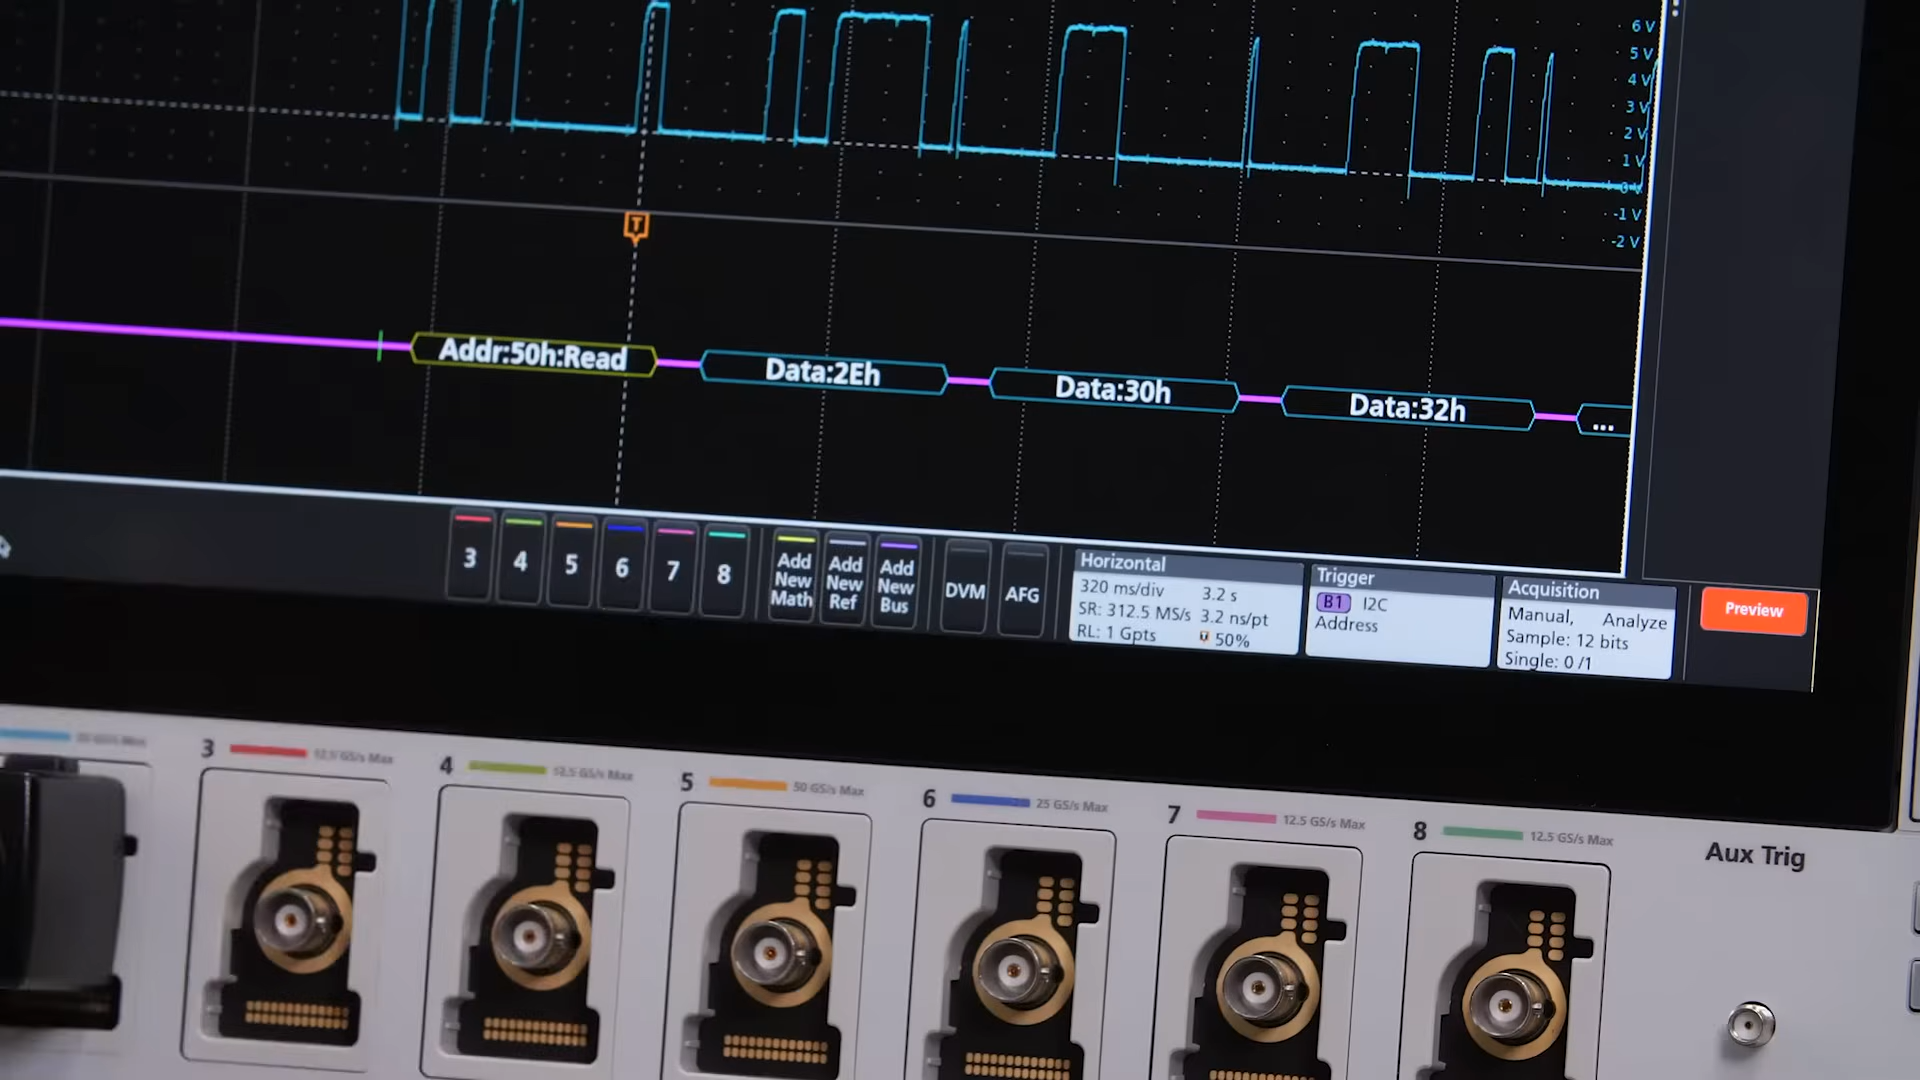 6 V
5 V
4 V
3 V
2 V
1 V
0 V
-1 V
-2 V
T
Addr:50h:Read
Data:2Eh
Data:30h
Data:32h
...
3
4
5
6
7
8
Add New Math
Add New Ref
Add New Bus
DVM
AFG
Horizontal
320 ms/div 3.2 s
SR: 312.5 MS/s 3.2 ns/pt
RL: 1 Gpts 50%
Trigger
B1 I2C
Address
Acquisition
Manual, Analyze
Sample: 12 bits
Single: 0 /1
Preview
3 12.5 GS/s Max
4 12.5 GS/s Max
5 50 GS/s Max
6 25 GS/s Max
7 12.5 GS/s Max
8 12.5 GS/s Max
Aux Trig